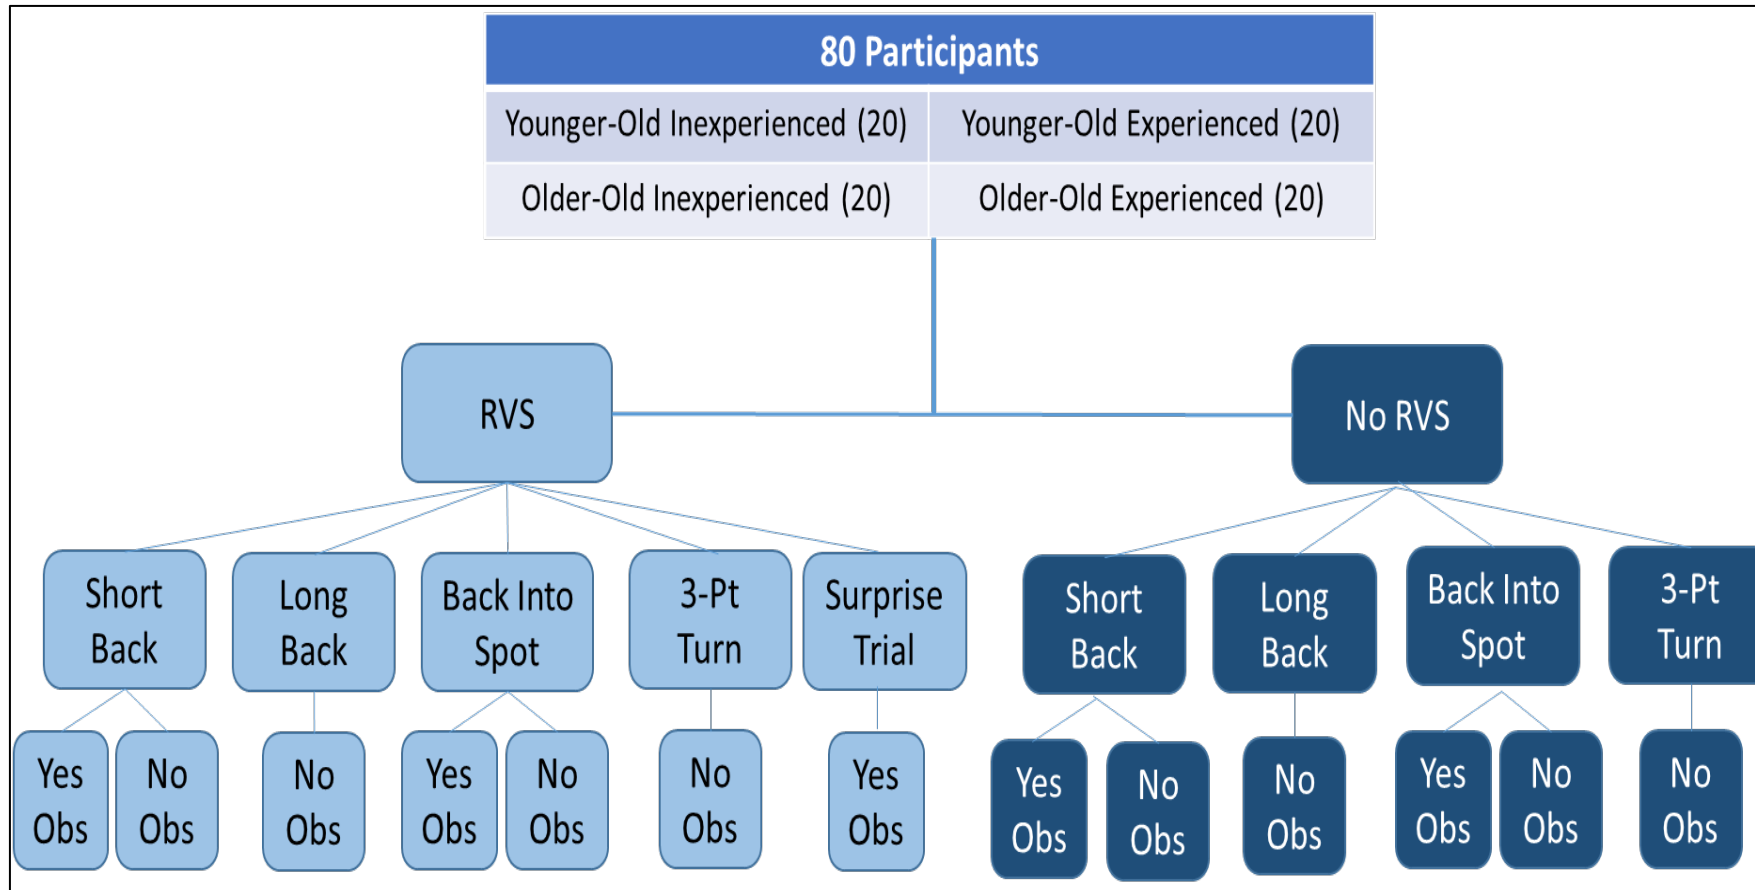 80 Participants
Younger-Old Inexperienced (20)
Younger-Old Experienced (20)
Older-Old Inexperienced (20)
Older-Old Experienced (20)
RVS
No RVS
Short
Back
Long
Back
Back Into
Spot
3-Pt
Turn
Surprise
Trial
Short
Back
Long
Back
Back Into
Spot
3-Pt
Turn
Yes
Obs
No
Obs
No
Obs
Yes
Obs
No
Obs
No
Obs
Yes
Obs
Yes
Obs
No
Obs
No
Obs
Yes
Obs
No
Obs
No
Obs